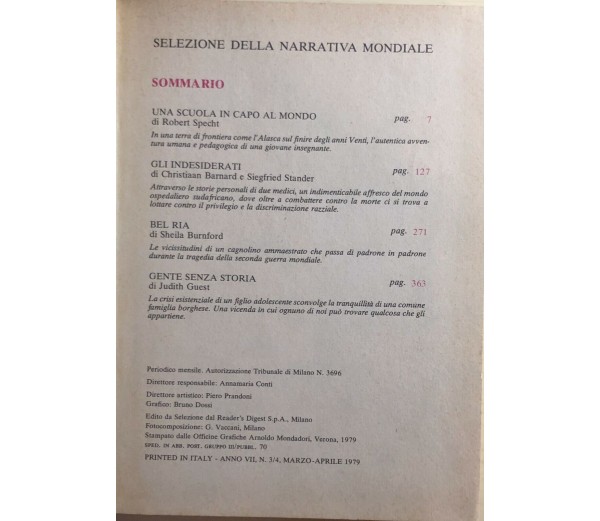 SELEZIONE DELLA NARRATIVA MONDIALE
SOMMARIO
UNA SCUOLA IN CAPO AL MONDO pag. 7
di Robert Specht
In una terra di frontiera come l'Alasca sul finire degli anni Venti, l'autentica avven-
tura umana e pedagogica di una giovane insegnante.
GLI INDESIDERATI pag. 127
di Christiaan Barnard e Siegfried Stander
Attraverso le storie personali di due medici, un indimenticabile affresco del mondo
ospedaliero sudafricano, dove oltre a combattere contro la morte ci si trova a
lottare contro il privilegio e la discriminazione razziale.
BEL RIA pag. 271
di Sheila Burnford
Le vicissitudini di un cagnolino ammaestrato che passa di padrone in padrone
durante la tragedia della seconda guerra mondiale.
GENTE SENZA STORIA pag. 363
di Judith Guest
La crisi esistenziale di un figlio adolescente sconvolge la tranquillità di una comune
famiglia borghese. Una vicenda in cui ognuno di noi può trovare qualcosa che gli
appartiene.
Periodico mensile. Autorizzazione Tribunale di Milano N. 3696
Direttore responsabile: Annamaria Conti
Direttore artistico: Piero Prandoni
Grafico: Bruno Dossi
Edito da Selezione dal Reader's Digest S.p.A., Milano
Fotocomposizione: G. Vaccani, Milano
Stampato dalle Officine Grafiche Arnoldo Mondadori, Verona, 1979
SPED. IN ABB. POST. GRUPPO III/PUBBL. 70
PRINTED IN ITALY - ANNO VII, N. 3/4, MARZO-APRILE 1979